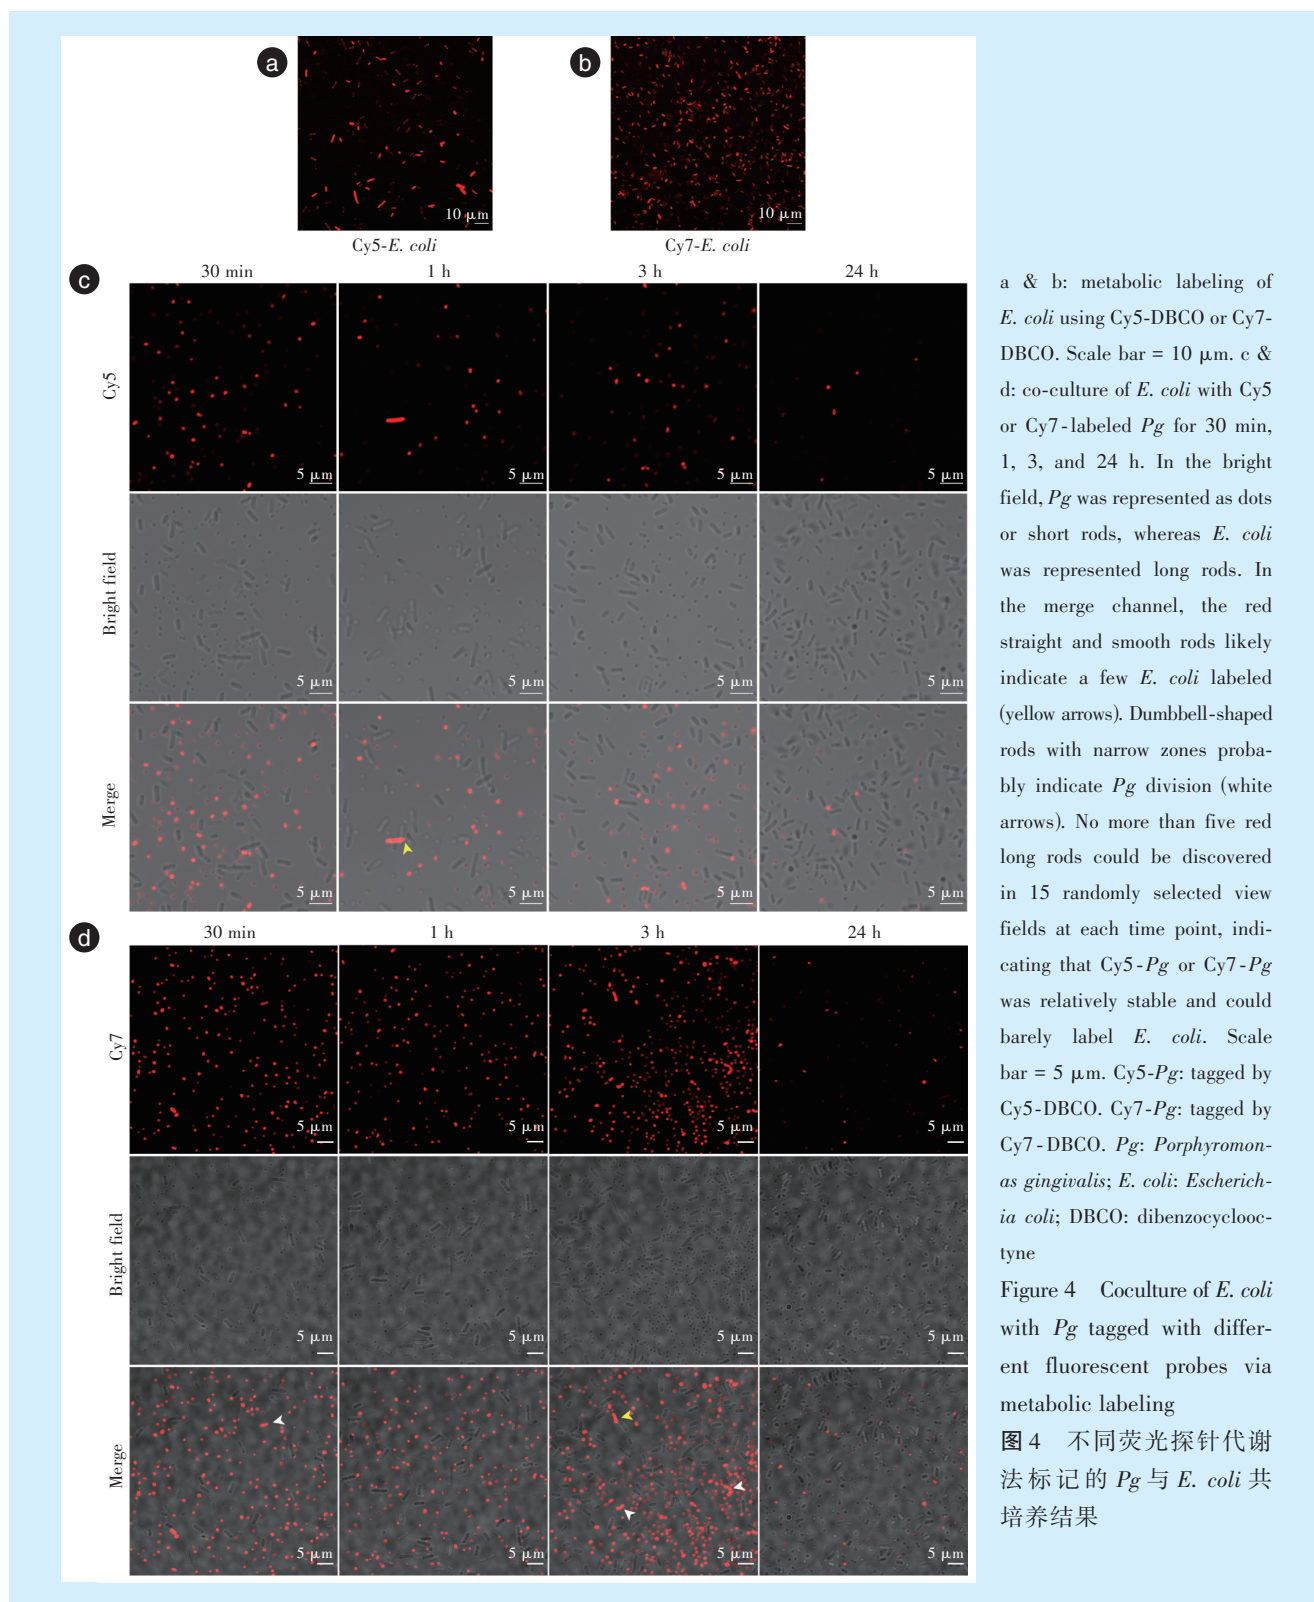 a
b
10 μm
10 μm
Cy5-E. coli
Cy7-E. coli
c
30 min
1 h
3 h
24 h
Cy5
5 μm
5 μm
5 μm
5 μm
Bright field
5 μm
5 μm
5 μm
5 μm
Merge
5 μm
5 μm
5 μm
5 μm
d
30 min
1 h
3 h
24 h
Cy7
5 μm
5 μm
5 μm
5 μm
Bright field
5 μm
5 μm
5 μm
5 μm
Merge
5 μm
5 μm
5 μm
5 μm
a & b: metabolic labeling of
E. coli using Cy5-DBCO or Cy7-
DBCO. Scale bar = 10 μm. c &
d: co-culture of E. coli with Cy5
or Cy7-labeled Pg for 30 min,
1, 3, and 24 h. In the bright
field, Pg was represented as dots
or short rods, whereas E. coli
was represented long rods. In
the merge channel, the red
straight and smooth rods likely
indicate a few E. coli labeled
(yellow arrows). Dumbbell-shaped
rods with narrow zones proba-
bly indicate Pg division (white
arrows). No more than five red
long rods could be discovered
in 15 randomly selected view
fields at each time point, indi-
cating that Cy5-Pg or Cy7-Pg
was relatively stable and could
barely label E. coli. Scale
bar = 5 μm. Cy5-Pg: tagged by
Cy5-DBCO. Cy7-Pg: tagged by
Cy7-DBCO. Pg: Porphyromon-
as gingivalis; E. coli: Escherich-
ia coli; DBCO: dibenzocyclooc-
tyne
Figure 4 Coculture of E. coli
with Pg tagged with differ-
ent fluorescent probes via
metabolic labeling
图4 不同荧光探针代谢
法标记的 Pg 与 E. coli 共
培养结果